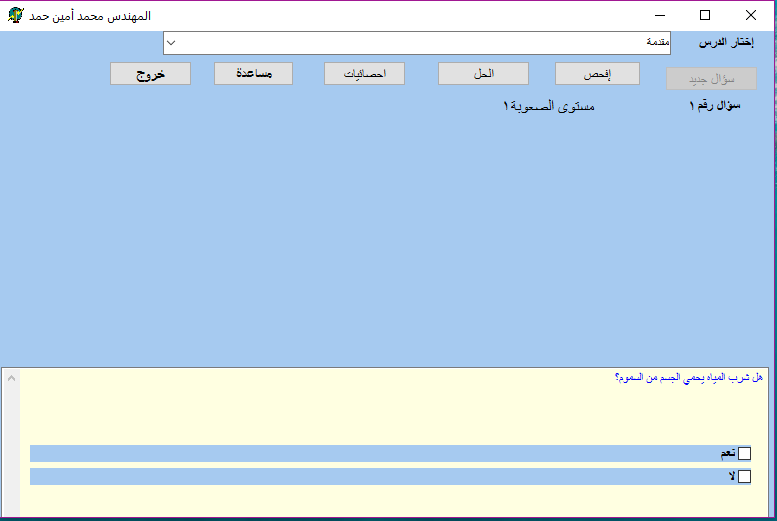 المهندس محمد أمين حمد
إختار الدرس مقدمة
سؤال جديد إفحص الحل احصائيات مساعدة خروج
سؤال رقم ١ مستوى الصعوبة ١
هل شرب المياه يحمي الجسم من السموم؟
نعم
لا